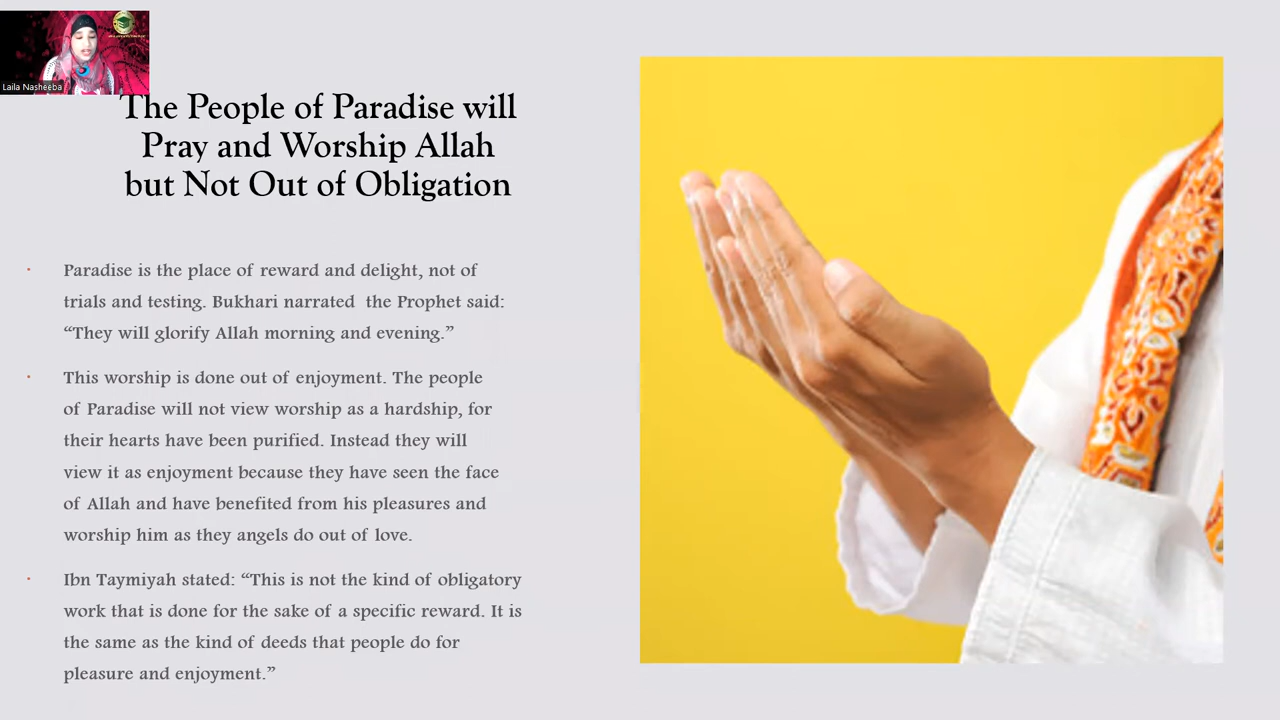 Laila Nasheeba
The People of Paradise will
Pray and Worship Allah
but Not Out of Obligation
· Paradise is the place of reward and delight, not of
trials and testing. Bukhari narrated the Prophet said:
“They will glorify Allah morning and evening.”
· This worship is done out of enjoyment. The people
of Paradise will not view worship as a hardship, for
their hearts have been purified. Instead they will
view it as enjoyment because they have seen the face
of Allah and have benefited from his pleasures and
worship him as they angels do out of love.
· Ibn Taymiyah stated: “This is not the kind of obligatory
work that is done for the sake of a specific reward. It is
the same as the kind of deeds that people do for
pleasure and enjoyment.”